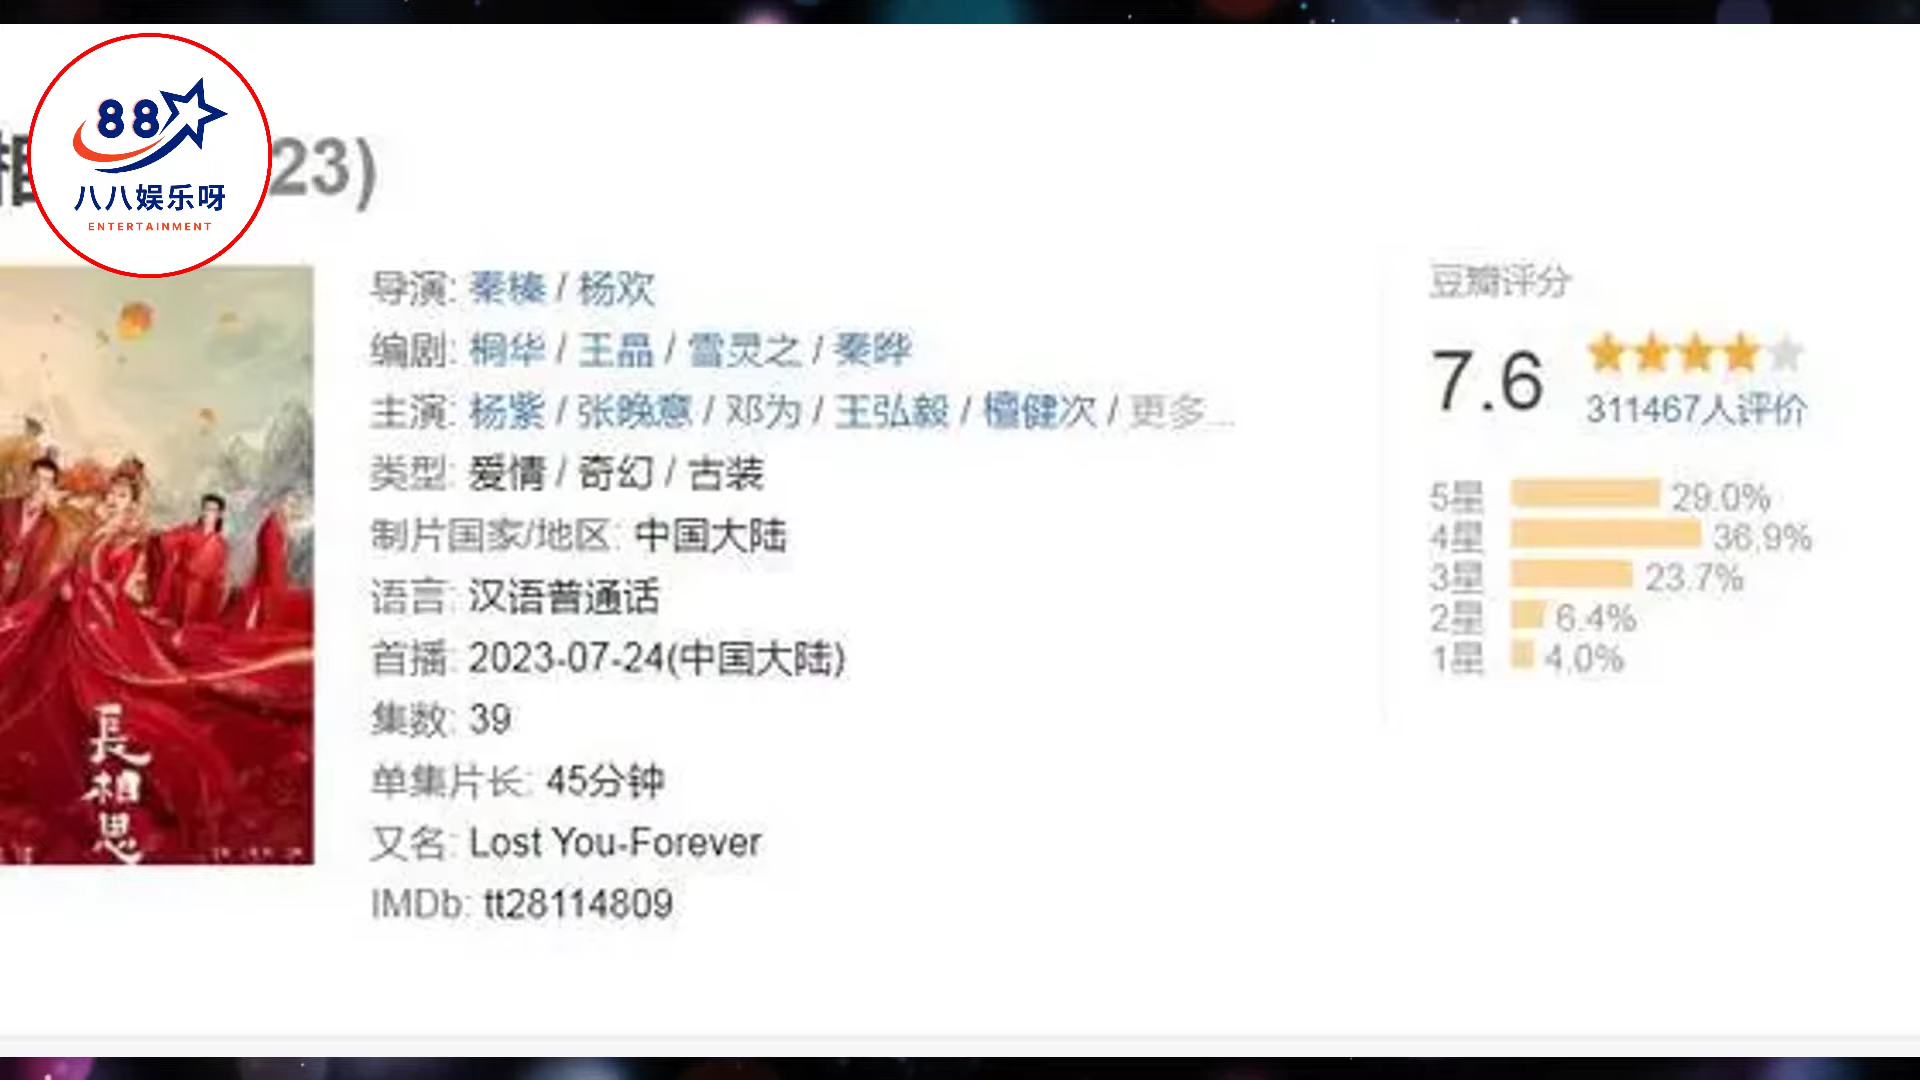 88
八八娱乐呀
ENTERTAINMENT
23)
导演: 秦榛 / 杨欢
编剧: 桐华 / 王晶 / 雪灵之 / 秦晔
主演: 杨紫 / 张晚意 / 邓为 / 王弘毅 / 檀健次 / 更多...
类型: 爱情 / 奇幻 / 古装
制片国家/地区: 中国大陆
语言: 汉语普通话
首播: 2023-07-24(中国大陆)
集数: 39
单集片长: 45分钟
又名: Lost You-Forever
IMDb: tt28114809
長
相
思
豆瓣评分
7.6
311467人评价
5星 29.0%
4星 36.9%
3星 23.7%
2星 6.4%
1星 4.0%